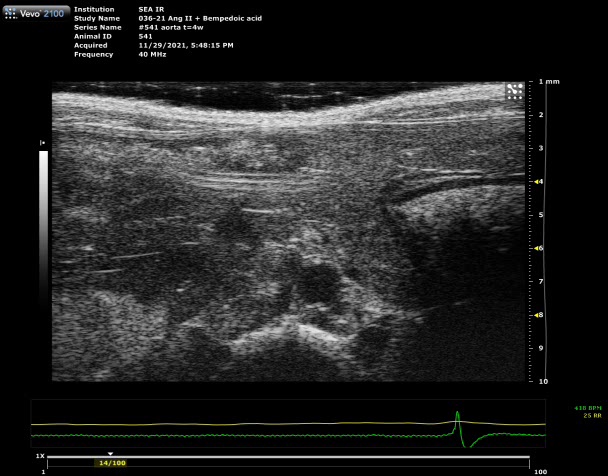 Vevo 2100
Institution SEA IR
Study Name 036-21 Ang II + Bempedoic acid
Series Name #541 aorta t=4w
Animal ID 541
Acquired 11/29/2021, 5:48:15 PM
Frequency 40 MHz
1 mm
2
3
4
5
6
7
8
9
10
418 BPM
25 RR
1X
14/100
1 100